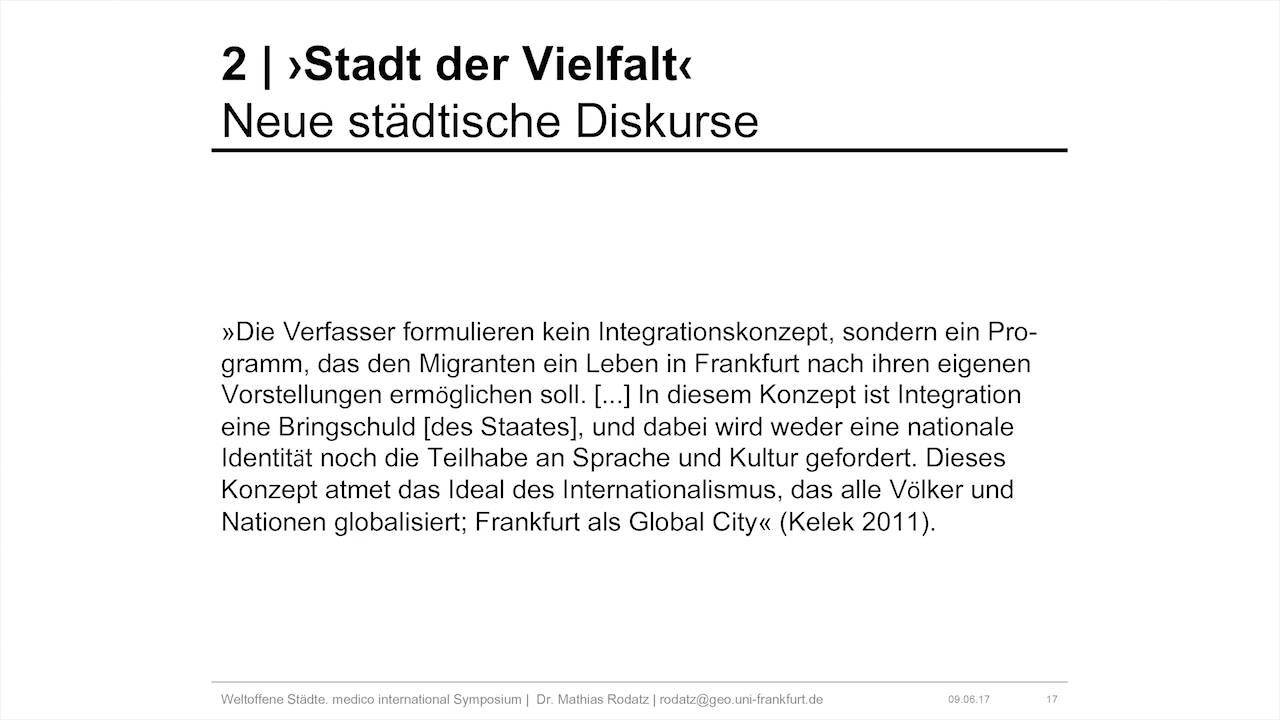 2 | ›Stadt der Vielfalt‹
Neue städtische Diskurse
»Die Verfasser formulieren kein Integrationskonzept, sondern ein Pro-
gramm, das den Migranten ein Leben in Frankfurt nach ihren eigenen
Vorstellungen ermöglichen soll. [...] In diesem Konzept ist Integration
eine Bringschuld [des Staates], und dabei wird weder eine nationale
Identität noch die Teilhabe an Sprache und Kultur gefordert. Dieses
Konzept atmet das Ideal des Internationalismus, das alle Völker und
Nationen globalisiert; Frankfurt als Global City« (Kelek 2011).
Weltoffene Städte. medico international Symposium | Dr. Mathias Rodatz | rodatz@geo.uni-frankfurt.de 09.06.17 17